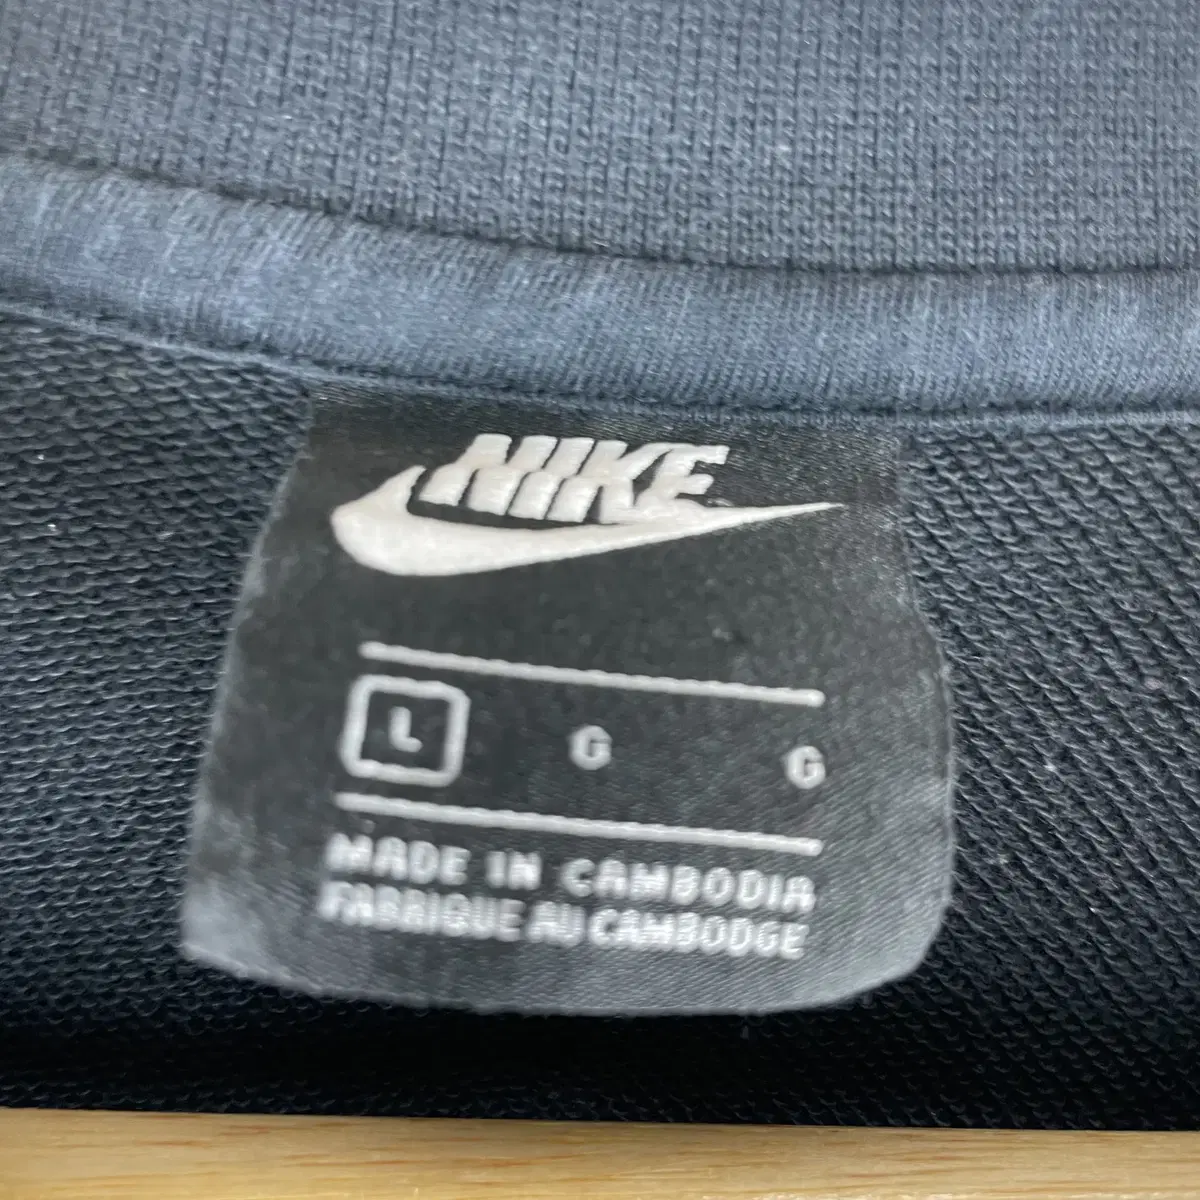 NIKE
L G G
MADE IN CAMBODIA
FABRIQUE AU CAMBODGE